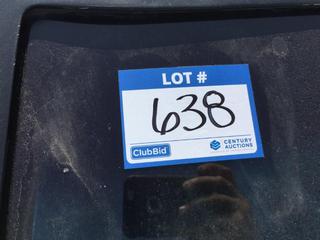 LOT #
638
ClubBid
CENTURY
AUCTIONS